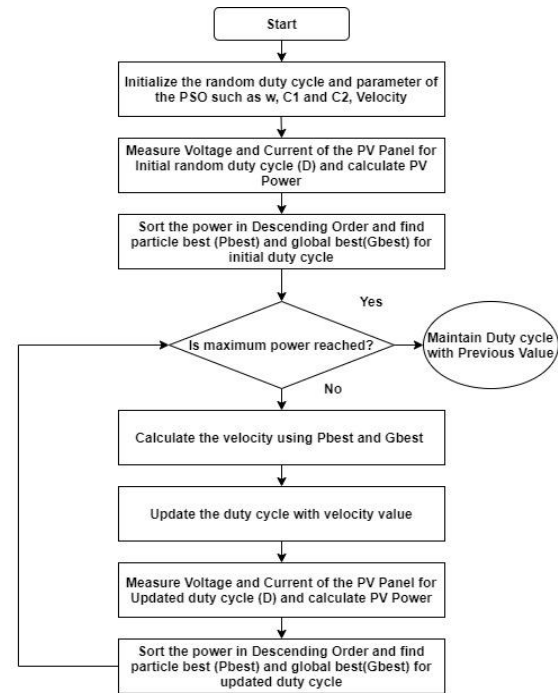 Start
Initialize the random duty cycle and parameter of
the PSO such as w, C1 and C2, Velocity
Measure Voltage and Current of the PV Panel for
Initial random duty cycle (D) and calculate PV
Power
Sort the power in Descending Order and find
particle best (Pbest) and global best(Gbest) for
initial duty cycle
Yes
Is maximum power reached?
Maintain Duty cycle
with Previous Value
No
Calculate the velocity using Pbest and Gbest
Update the duty cycle with velocity value
Measure Voltage and Current of the PV Panel for
Updated duty cycle (D) and calculate PV Power
Sort the power in Descending Order and find
particle best (Pbest) and global best(Gbest) for
updated duty cycle